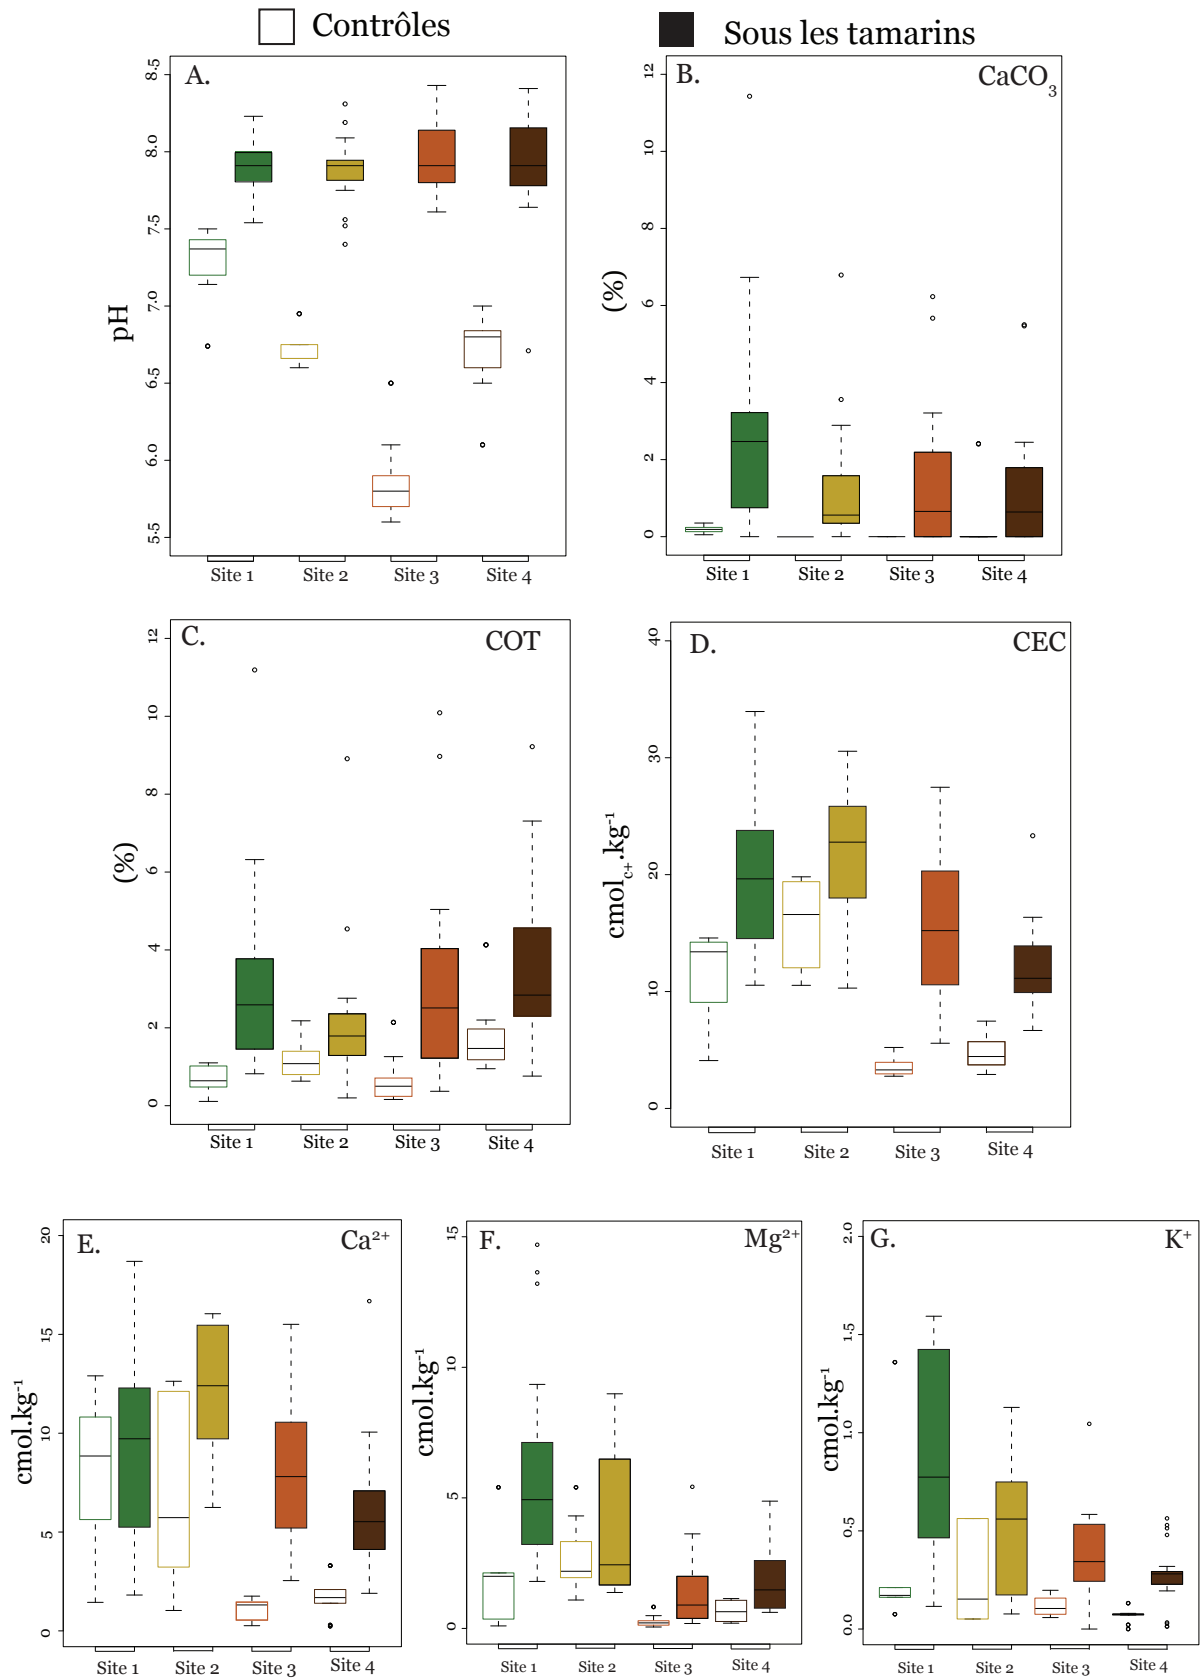 Contrôles
Sous les tamarins
A.
pH
8.5
8.0
7.5
7.0
6.5
6.0
5.5
Site 1
Site 2
Site 3
Site 4
B.
CaCO₃
(%)
12
10
8
6
4
2
0
Site 1
Site 2
Site 3
Site 4
C.
COT
(%)
12
10
8
6
4
2
0
Site 1
Site 2
Site 3
Site 4
D.
CEC
cmol꜀₊.kg⁻¹
40
30
20
10
0
Site 1
Site 2
Site 3
Site 4
E.
Ca²⁺
cmol.kg⁻¹
20
15
10
5
0
Site 1
Site 2
Site 3
Site 4
F.
Mg²⁺
cmol.kg⁻¹
15
10
5
0
Site 1
Site 2
Site 3
Site 4
G.
K⁺
cmol.kg⁻¹
2.0
1.5
1.0
0.5
0.0
Site 1
Site 2
Site 3
Site 4